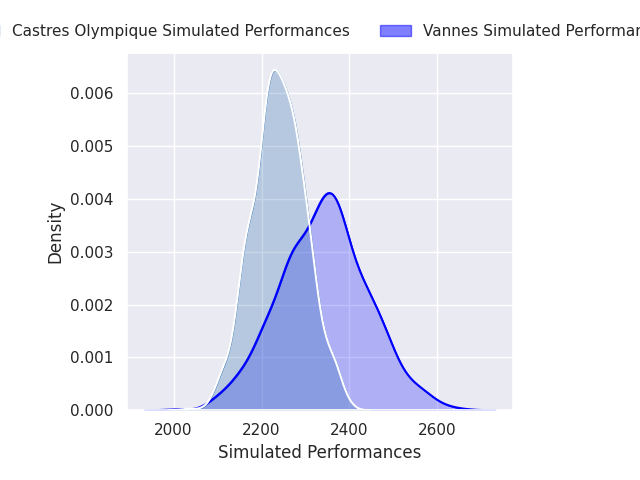 Castres Olympique Simulated Performances
Vannes Simulated Performan
0.006
0.005
0.004
0.003
0.002
0.001
0.000
Density
2000 2200 2400 2600
Simulated Performances